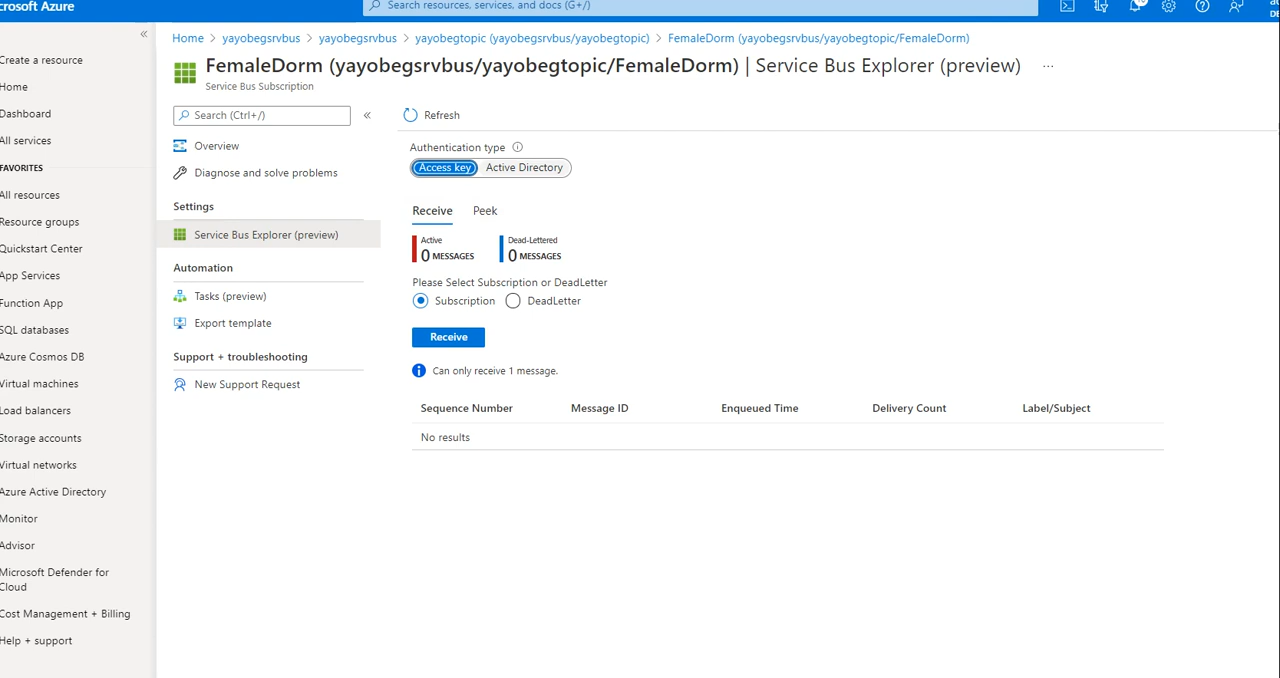 crosoft Azure
Search resources, services, and docs (G+/)
«
Create a resource
Home
Dashboard
All services
FAVORITES
All resources
Resource groups
Quickstart Center
App Services
Function App
SQL databases
Azure Cosmos DB
Virtual machines
Load balancers
Storage accounts
Virtual networks
Azure Active Directory
Monitor
Advisor
Microsoft Defender for
Cloud
Cost Management + Billing
Help + support
Home > yayobegsrvbus > yayobegsrvbus > yayobegtopic (yayobegsrvbus/yayobegtopic) > FemaleDorm (yayobegsrvbus/yayobegtopic/FemaleDorm)
FemaleDorm (yayobegsrvbus/yayobegtopic/FemaleDorm) | Service Bus Explorer (preview) ...
Service Bus Subscription
Search (Ctrl+/) «
Overview
Diagnose and solve problems
Settings
Service Bus Explorer (preview)
Automation
Tasks (preview)
Export template
Support + troubleshooting
New Support Request
Refresh
Authentication type
Access key Active Directory
Receive Peek
Active Dead-Lettered
0 MESSAGES 0 MESSAGES
Please Select Subscription or DeadLetter
Subscription DeadLetter
Receive
Can only receive 1 message.
Sequence Number Message ID Enqueued Time Delivery Count Label/Subject
No results